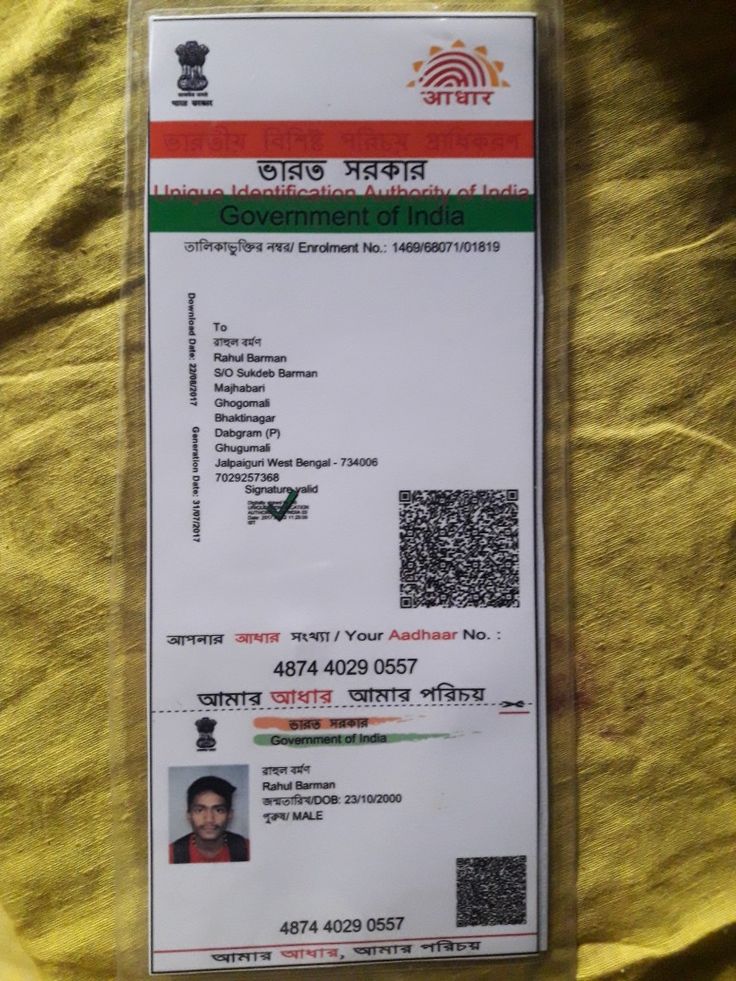 आधार
ভারতীয় বিশিষ্ট পরিচয় প্রাধিকরণ
ভারত সরকার
Unique Identification Authority of India
Government of India
তালিকাভুক্তির নম্বর/ Enrolment No.: 1469/68071/01819
Download Date: 22/08/2017
Generation Date: 31/07/2017
To
রাহুল বর্মণ
Rahul Barman
S/O Sukdeb Barman
Majhabari
Ghogomali
Bhaktinagar
Dabgram (P)
Ghugumali
Jalpaiguri West Bengal - 734006
7029257368
Signature valid
আপনার আধার সংখ্যা / Your Aadhaar No. :
4874 4029 0557
আমার আধার আমার পরিচয়
ভারত সরকার
Government of India
রাহুল বর্মণ
Rahul Barman
জন্মতারিখ/DOB: 23/10/2000
পুরুষ/ MALE
4874 4029 0557
আমার আধার, আমার পরিচয়